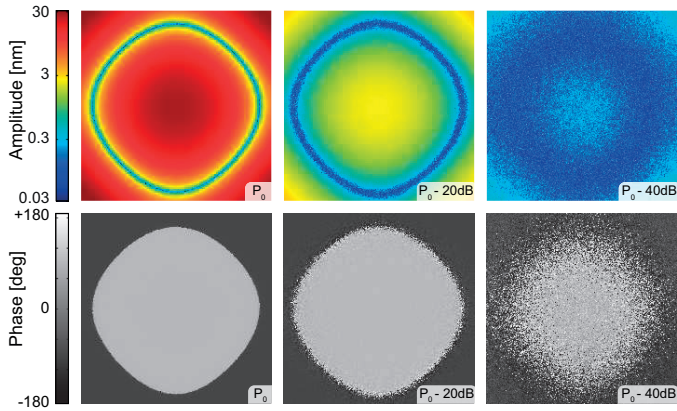 30
3
0.3
0.03
Amplitude [nm]
P0
P0 - 20dB
P0 - 40dB
+180
0
-180
Phase [deg]
P0
P0 - 20dB
P0 - 40dB